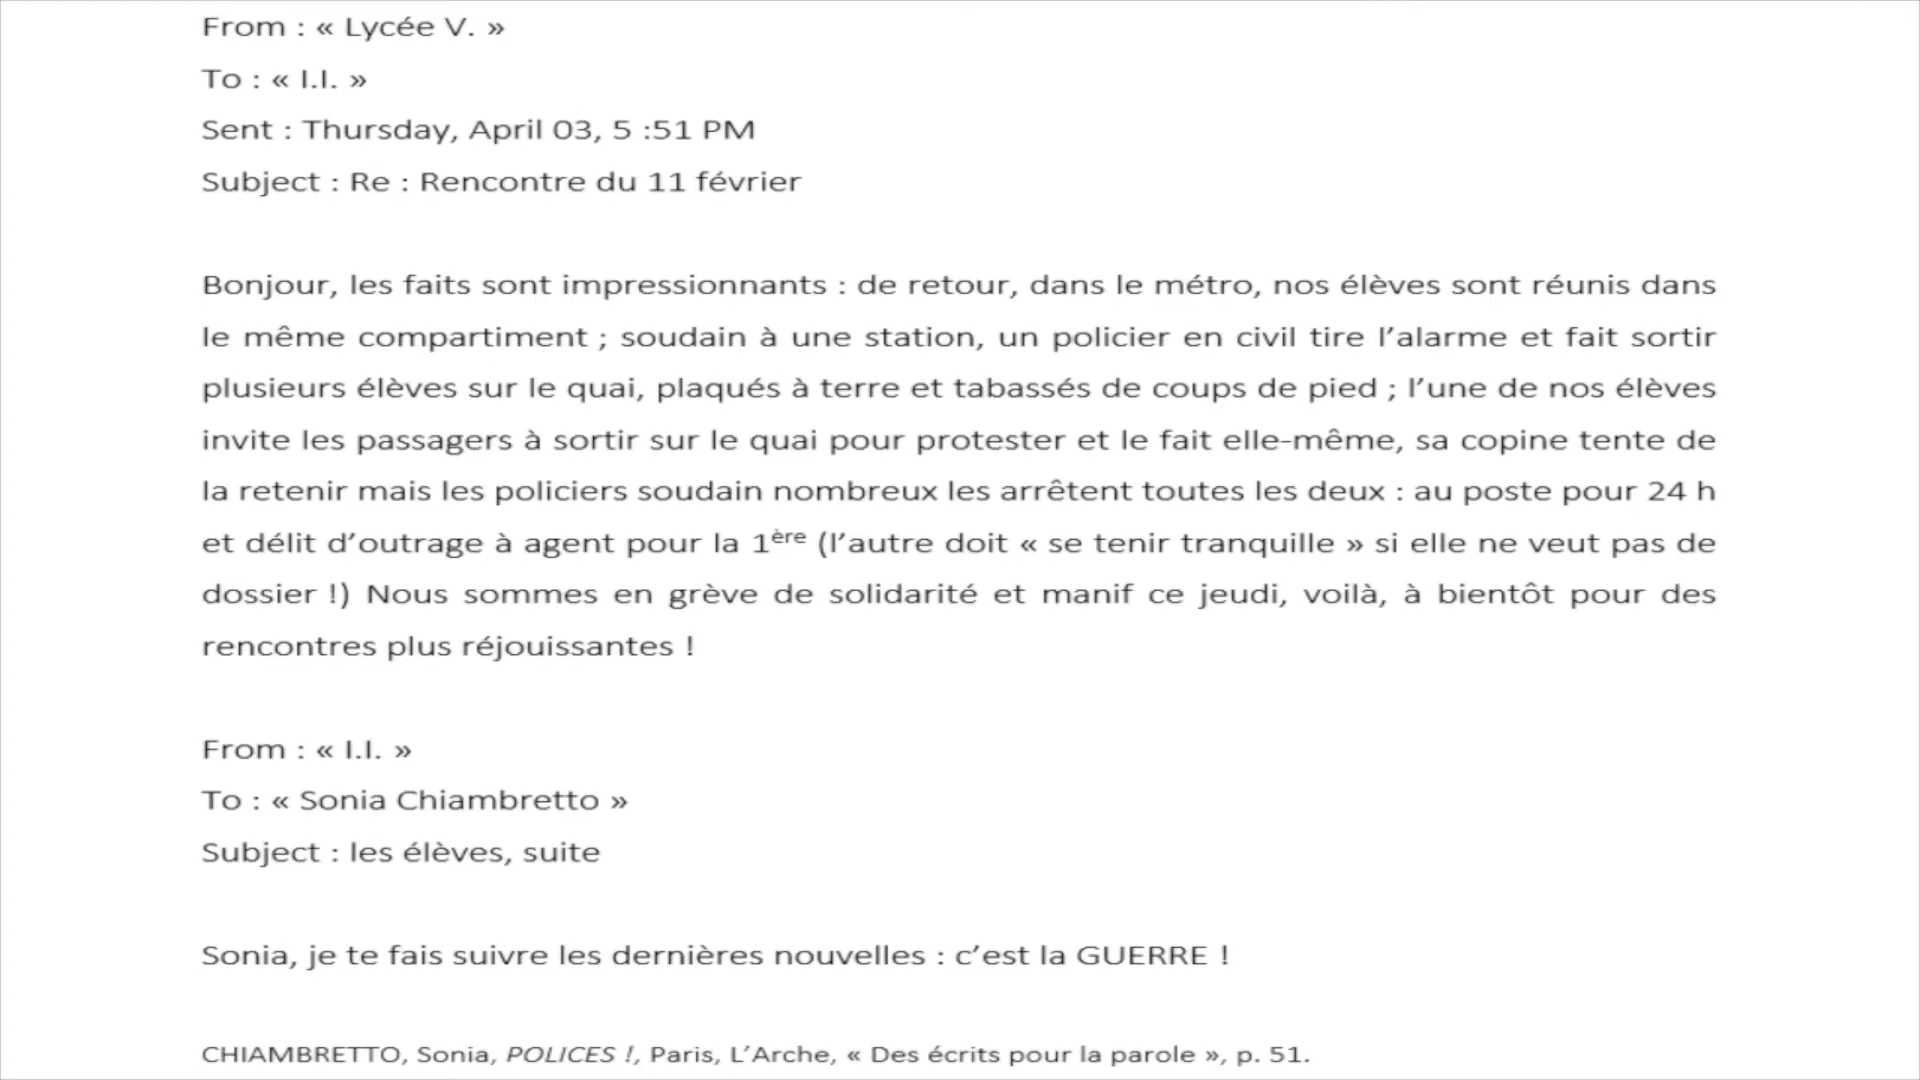 From : « Lycée V. »
To : « I.I. »
Sent : Thursday, April 03, 5 :51 PM
Subject : Re : Rencontre du 11 février
Bonjour, les faits sont impressionnants : de retour, dans le métro, nos élèves sont réunis dans
le même compartiment ; soudain à une station, un policier en civil tire l’alarme et fait sortir
plusieurs élèves sur le quai, plaqués à terre et tabassés de coups de pied ; l’une de nos élèves
invite les passagers à sortir sur le quai pour protester et le fait elle-même, sa copine tente de
la retenir mais les policiers soudain nombreux les arrêtent toutes les deux : au poste pour 24 h
et délit d’outrage à agent pour la 1ère (l’autre doit « se tenir tranquille » si elle ne veut pas de
dossier !) Nous sommes en grève de solidarité et manif ce jeudi, voilà, à bientôt pour des
rencontres plus réjouissantes !
From : « I.I. »
To : « Sonia Chiambretto »
Subject : les élèves, suite
Sonia, je te fais suivre les dernières nouvelles : c’est la GUERRE !
CHIAMBRETTO, Sonia, POLICES !, Paris, L’Arche, « Des écrits pour la parole », p. 51.